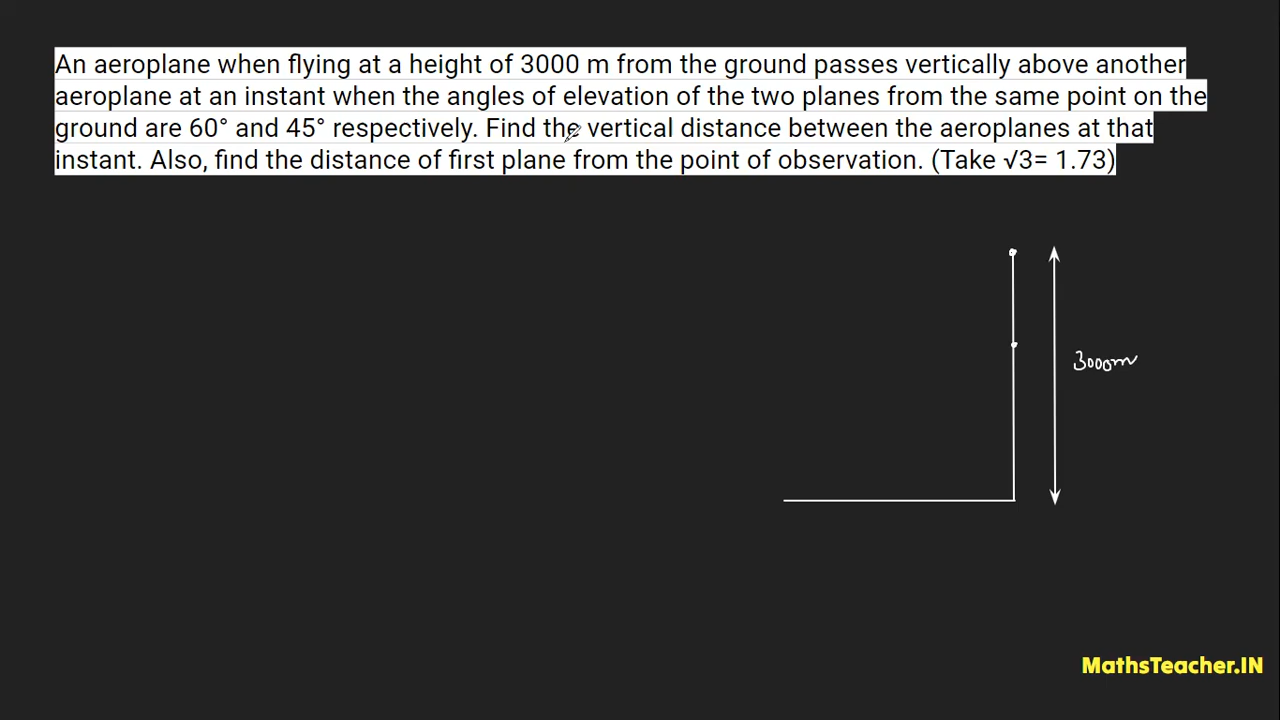 An aeroplane when flying at a height of 3000 m from the ground passes vertically above another
aeroplane at an instant when the angles of elevation of the two planes from the same point on the
ground are 60° and 45° respectively. Find the vertical distance between the aeroplanes at that
instant. Also, find the distance of first plane from the point of observation. (Take √3= 1.73)
3000m
MathsTeacher.IN